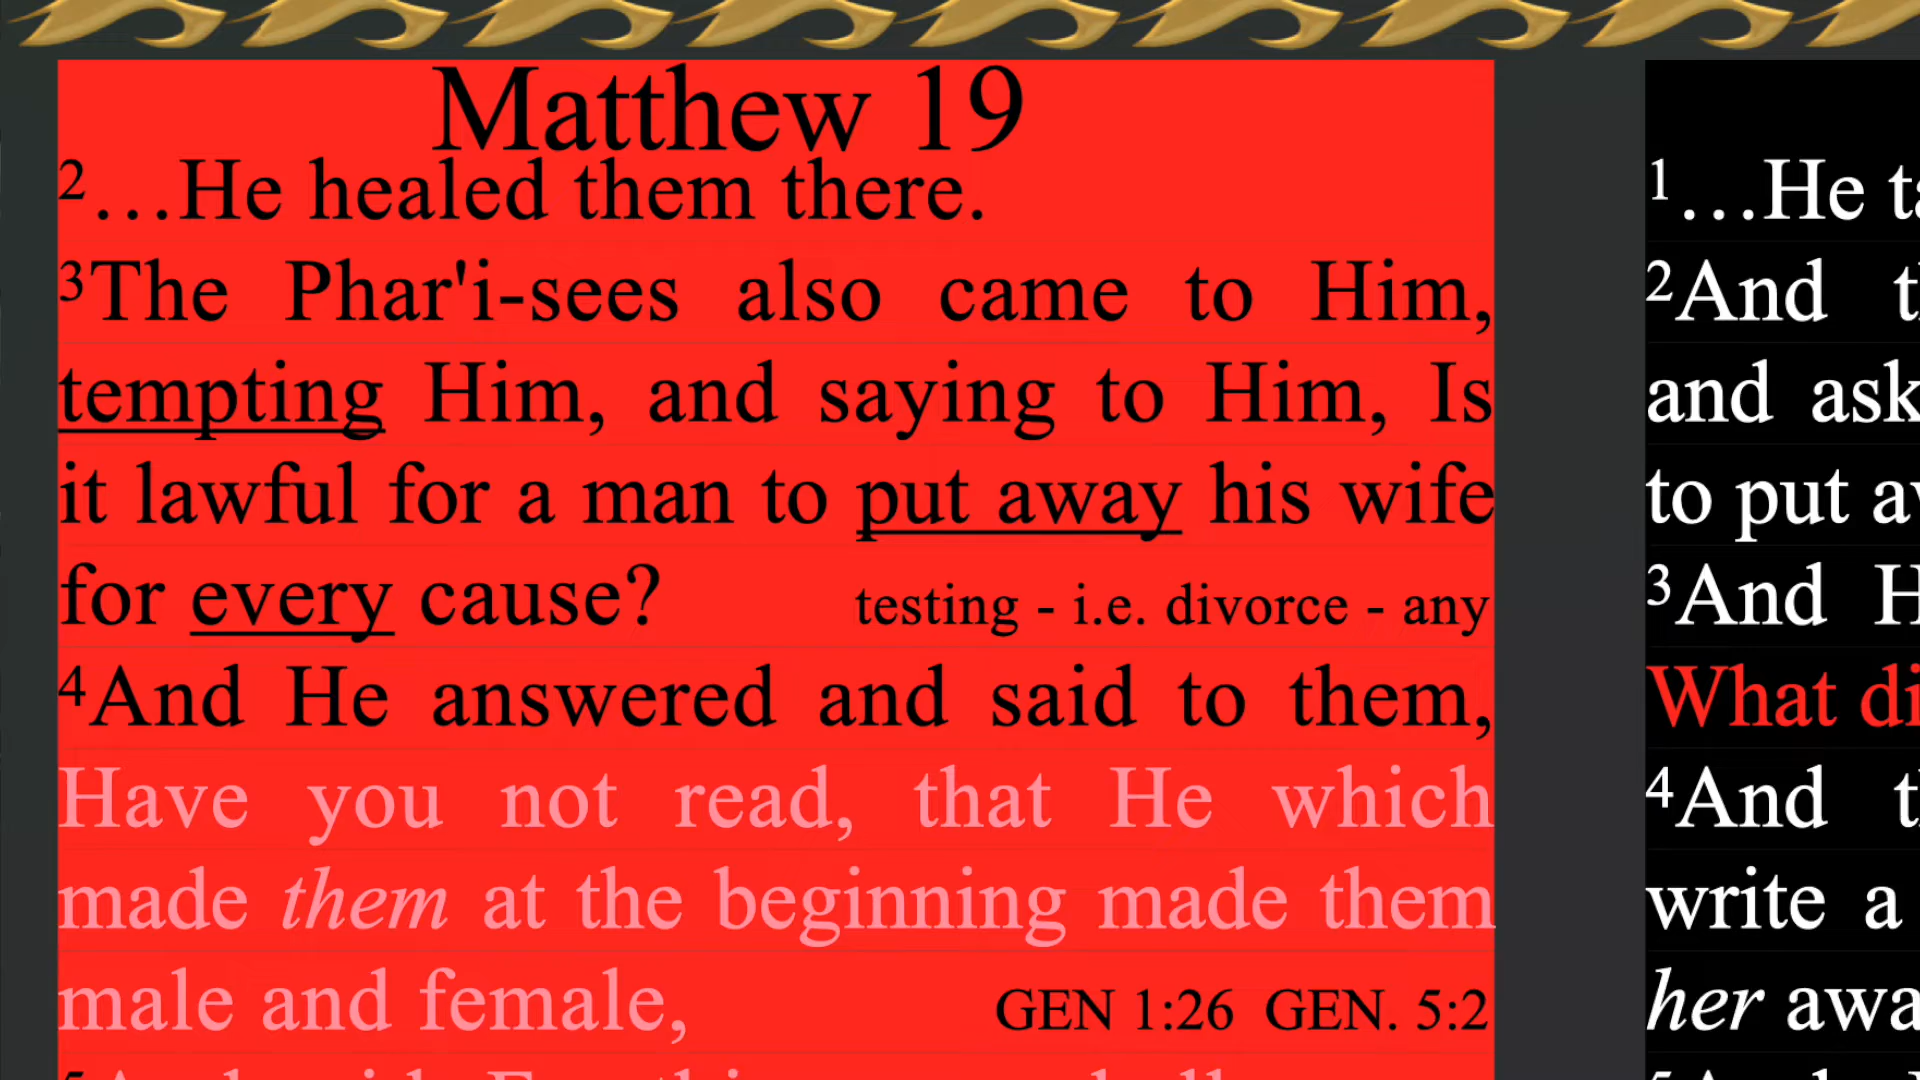 Matthew 19
2…He healed them there.
3The Phar'i-sees also came to Him,
tempting Him, and saying to Him, Is
it lawful for a man to put away his wife
for every cause? testing - i.e. divorce - any
4And He answered and said to them,
Have you not read, that He which
made them at the beginning made them
male and female, GEN 1:26 GEN. 5:2
1…He
2And
and
to put
3And
What
4And
write a
her